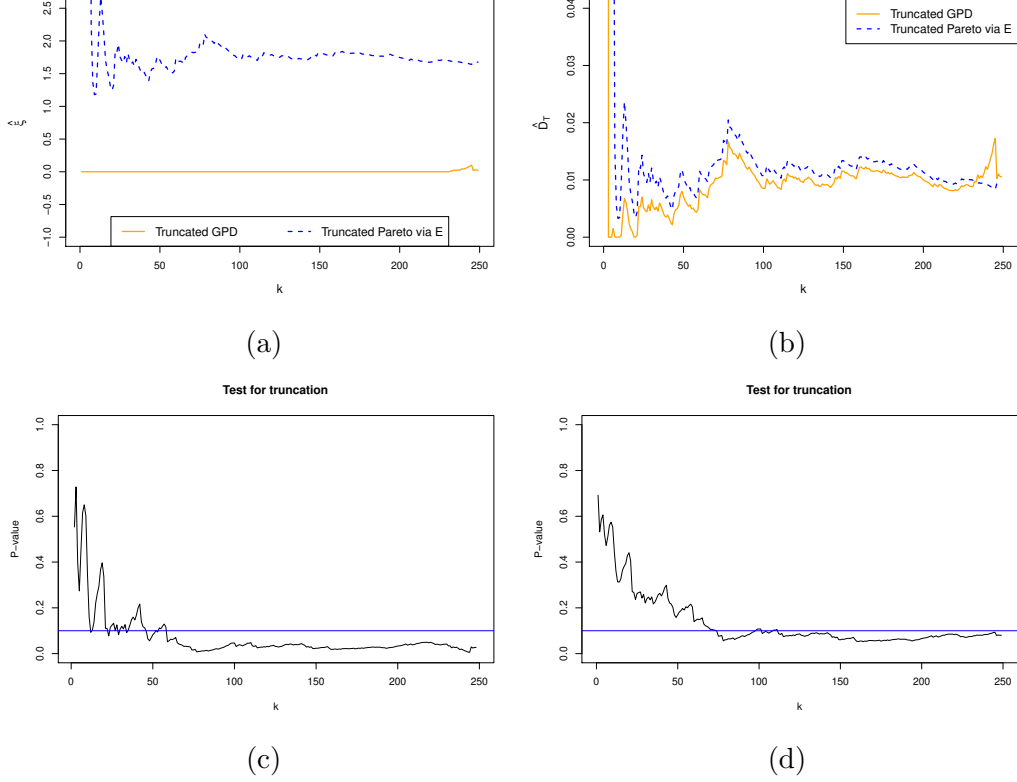 2.5
2.0
1.5
1.0
0.5
0.0
−0.5
−1.0
ξ̂
Truncated GPD
Truncated Pareto via E
0 50 100 150 200 250
k
(a)
0.04
0.03
0.02
0.01
0.00
D̂T
Truncated GPD
Truncated Pareto via E
0 50 100 150 200 250
k
(b)
Test for truncation
1.0
0.8
0.6
0.4
0.2
0.0
P−value
0 50 100 150 200 250
k
(c)
Test for truncation
1.0
0.8
0.6
0.4
0.2
0.0
P−value
0 50 100 150 200 250
k
(d)